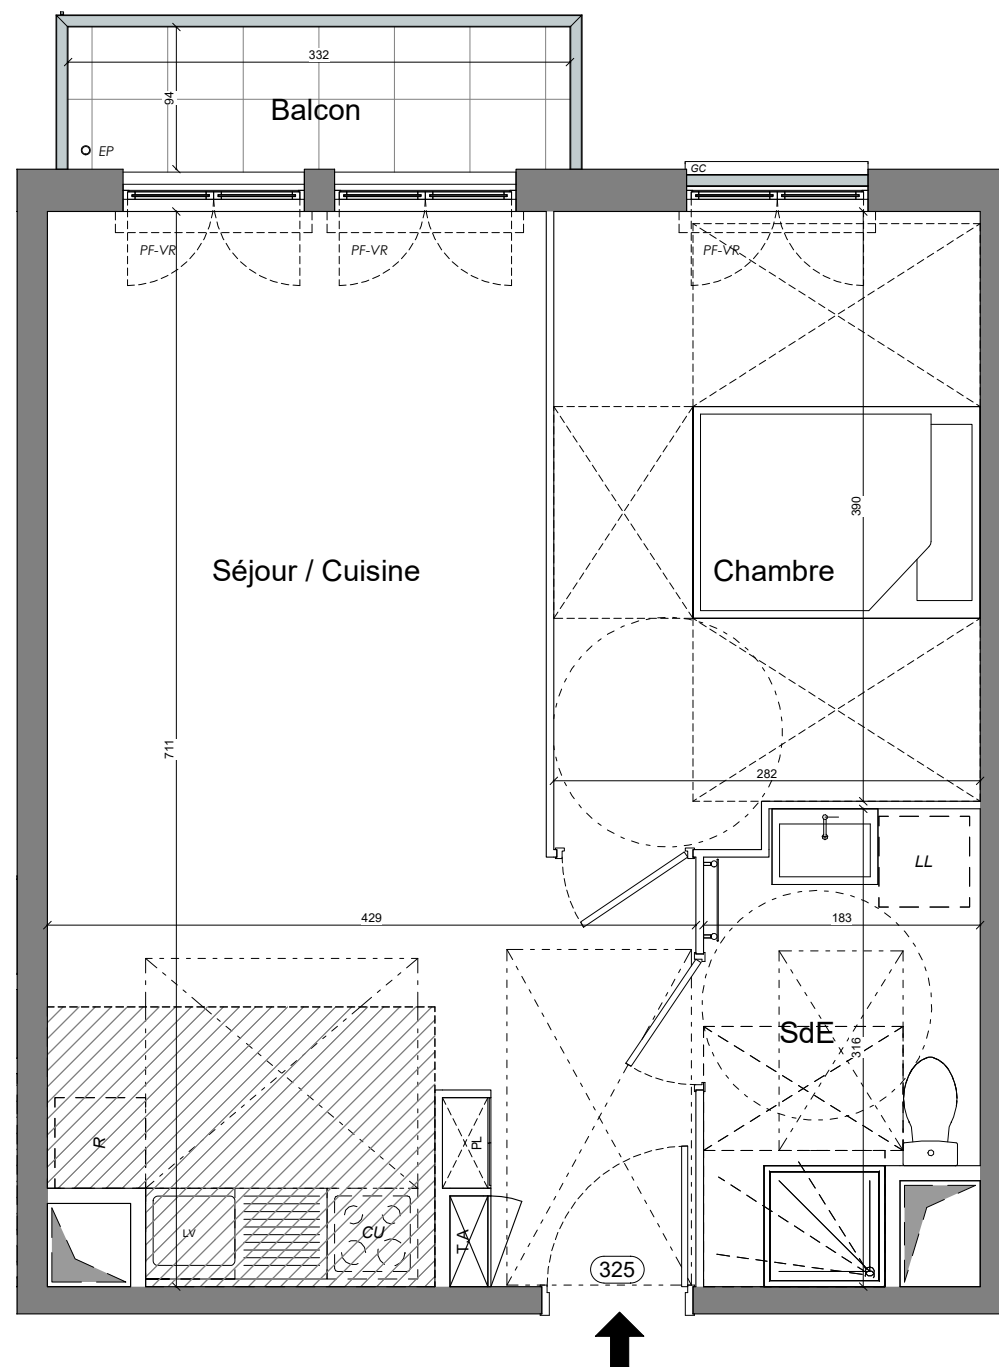 332
94
Balcon
EP
GC
PF-VR
PF-VR
PF-VR
390
Séjour / Cuisine
Chambre
711
282
LL
429
183
SdE
316
R
PL
LV
CU
T.A
325